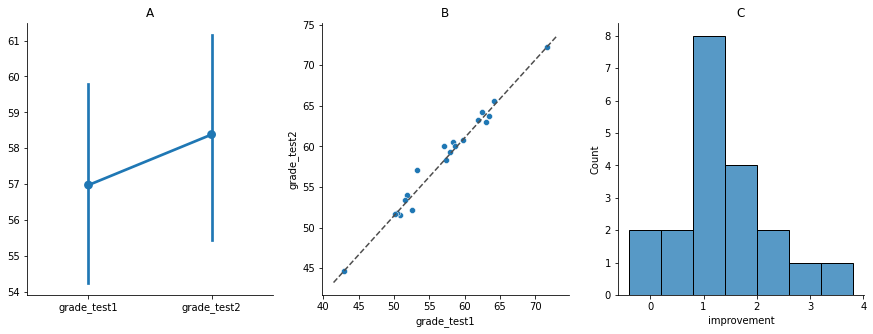 A
61
60
59
58
57
56
55
54
grade_test1 grade_test2
B
75
70
65
60
55
50
45
grade_test2
40 45 50 55 60 65 70
grade_test1
C
8
7
6
5
4
3
2
1
0
Count
0 1 2 3 4
improvement